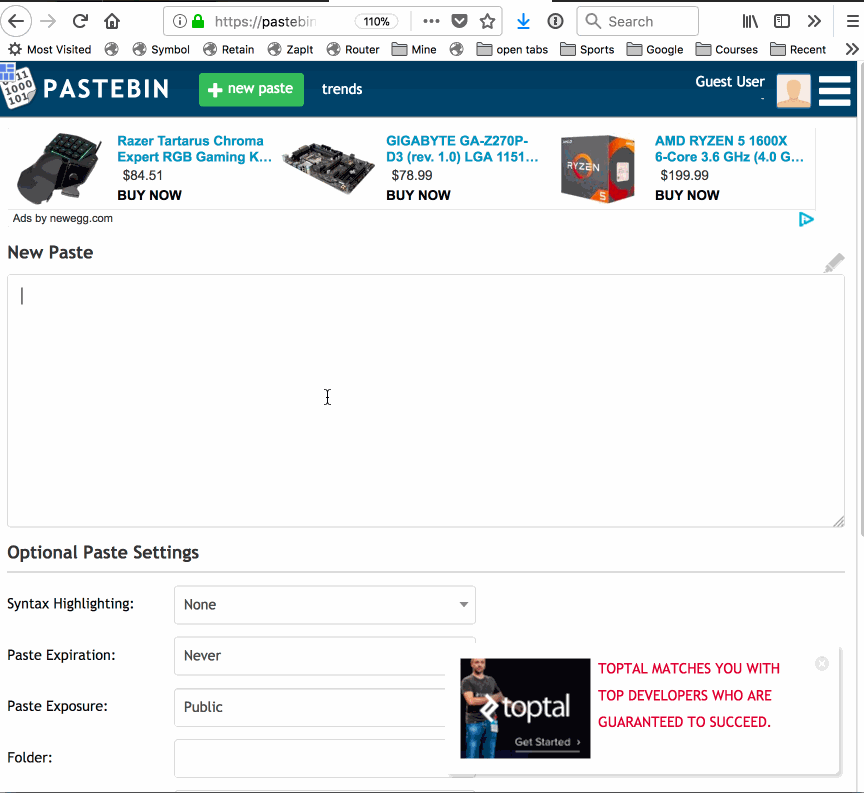 https://pastebin
110%
Search
Most Visited
Symbol
Retain
ZapIt
Router
Mine
open tabs
Sports
Google
Courses
Recent
PASTEBIN
new paste
trends
Guest User
-
Razer Tartarus Chroma
Expert RGB Gaming K...
$84.51
BUY NOW
GIGABYTE GA-Z270P-
D3 (rev. 1.0) LGA 1151...
$78.99
BUY NOW
RYZEN
5
AMD RYZEN 5 1600X
6-Core 3.6 GHz (4.0 G...
$199.99
BUY NOW
Ads by newegg.com
New Paste
Optional Paste Settings
Syntax Highlighting:
None
Paste Expiration:
Never
Paste Exposure:
Public
Folder:
toptal
Get Started ›
TOPTAL MATCHES YOU WITH
TOP DEVELOPERS WHO ARE
GUARANTEED TO SUCCEED.